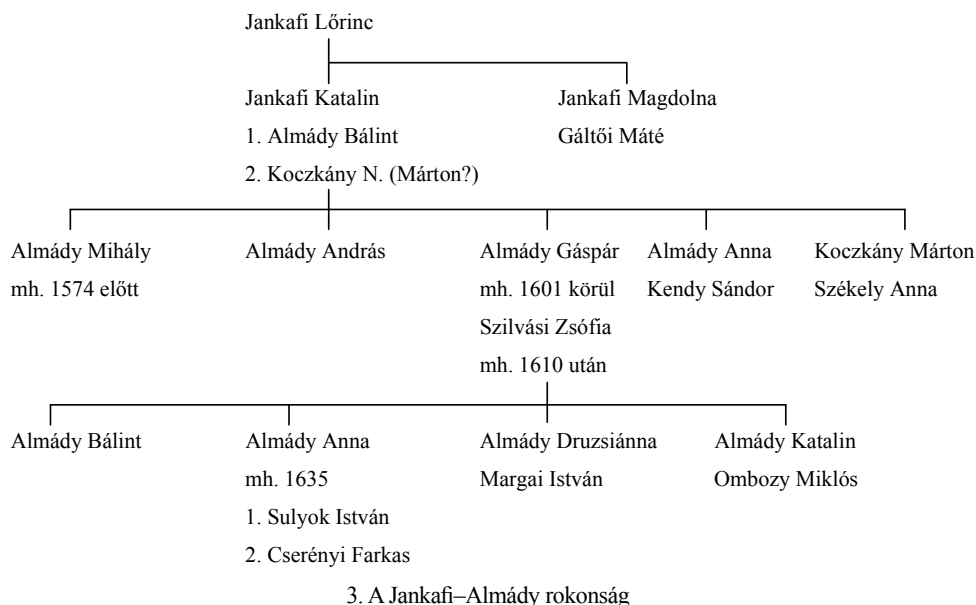 Jankafi Lőrinc
Jankafi Katalin
1. Almády Bálint
2. Koczkány N. (Márton?)
Jankafi Magdolna
Gáltői Máté
Almády Mihály
mh. 1574 előtt
Almády András
Almády Gáspár
mh. 1601 körül
Szilvási Zsófia
mh. 1610 után
Almády Anna
Kendy Sándor
Koczkány Márton
Székely Anna
Almády Bálint
Almády Anna
mh. 1635
1. Sulyok István
2. Cserényi Farkas
Almády Druzsiánna
Margai István
Almády Katalin
Ombozy Miklós
3. A Jankafi–Almády rokonság